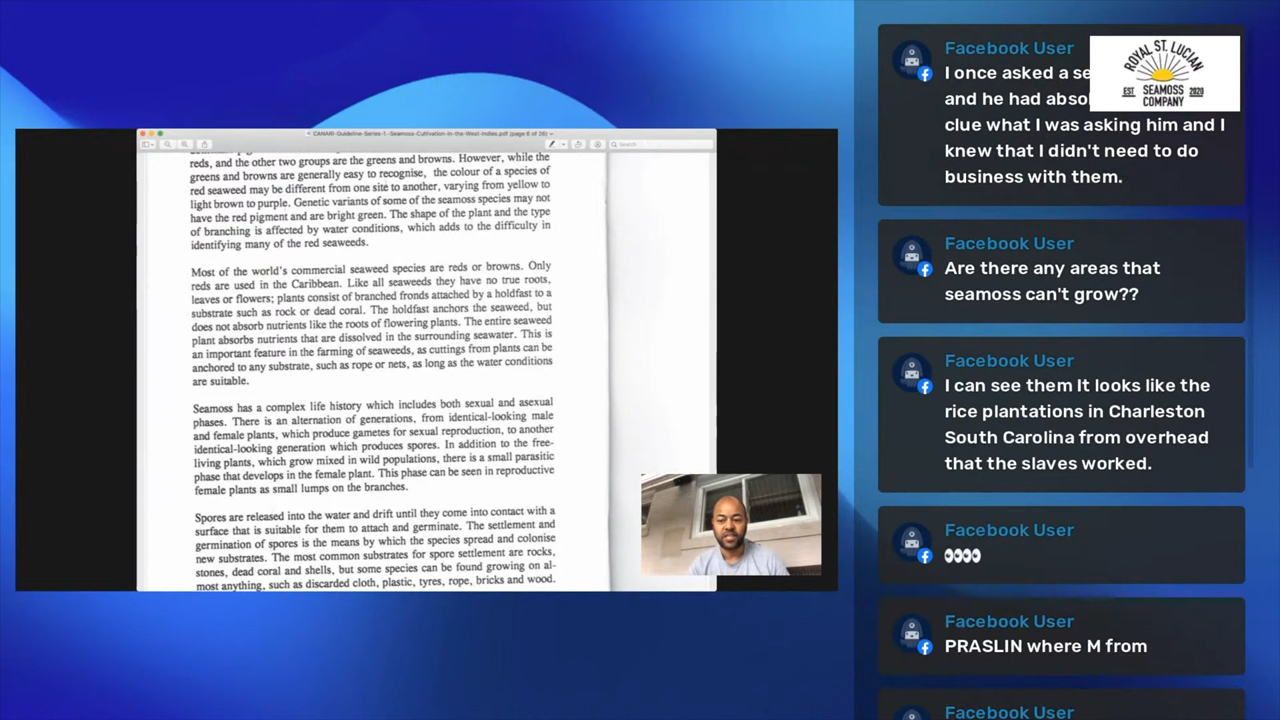 CANARI-Guideline-Series-1.-Seamoss-Cultivation-in-the-West-Indies.pdf (page 6 of 26)
Search
reds, and the other two groups are the greens and browns. However, while the
greens and browns are generally easy to recognise, the colour of a species of
red seaweed may be different from one site to another, varying from yellow to
light brown to purple. Genetic variants of some of the seamoss species may not
have the red pigment and are bright green. The shape of the plant and the type
of branching is affected by water conditions, which adds to the difficulty in
identifying many of the red seaweeds.
Most of the world's commercial seaweed species are reds or browns. Only
reds are used in the Caribbean. Like all seaweeds they have no true roots,
leaves or flowers; plants consist of branched fronds attached by a holdfast to a
substrate such as rock or dead coral. The holdfast anchors the seaweed, but
does not absorb nutrients like the roots of flowering plants. The entire seaweed
plant absorbs nutrients that are dissolved in the surrounding seawater. This is
an important feature in the farming of seaweeds, as cuttings from plants can be
anchored to any substrate, such as rope or nets, as long as the water conditions
are suitable.
Seamoss has a complex life history which includes both sexual and asexual
phases. There is an alternation of generations, from identical-looking male
and female plants, which produce gametes for sexual reproduction, to another
identical-looking generation which produces spores. In addition to the free-
living plants, which grow mixed in wild populations, there is a small parasitic
phase that develops in the female plant. This phase can be seen in reproductive
female plants as small lumps on the branches.
Spores are released into the water and drift until they come into contact with a
surface that is suitable for them to attach and germinate. The settlement and
germination of spores is the means by which the species spread and colonise
new substrates. The most common substrates for spore settlement are rocks,
stones, dead coral and shells, but some species can be found growing on al-
most anything, such as discarded cloth, plastic, tyres, rope, bricks and wood.
ROYAL ST. LUCIAN
EST 2020
SEAMOSS
COMPANY
Facebook User
I once asked a se
and he had abso
clue what I was asking him and I
knew that I didn't need to do
business with them.
Facebook User
Are there any areas that
seamoss can't grow??
Facebook User
I can see them It looks like the
rice plantations in Charleston
South Carolina from overhead
that the slaves worked.
Facebook User
👀👀
Facebook User
PRASLIN where M from
Facebook User